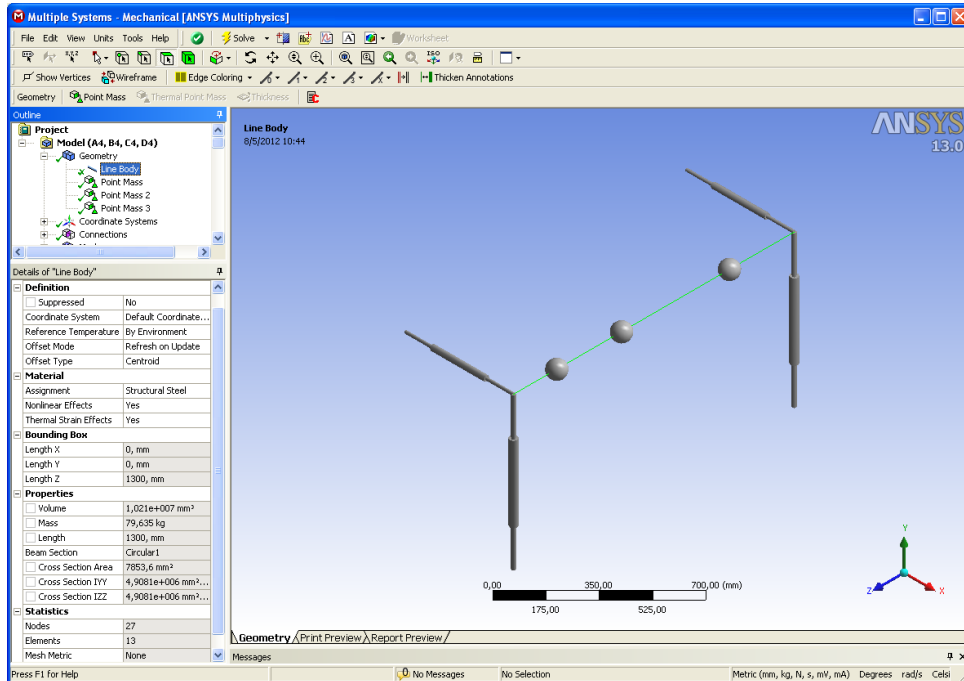 Multiple Systems - Mechanical [ANSYS Multiphysics]
File Edit View Units Tools Help Solve Worksheet
ISO
Show Vertices Wireframe Edge Coloring Thicken Annotations
Geometry Point Mass Thermal Point Mass Thickness
Outline
Project
Model (A4, B4, C4, D4)
Geometry
Line Body
Point Mass
Point Mass 2
Point Mass 3
Coordinate Systems
Connections
Details of "Line Body"
Definition
Suppressed No
Coordinate System Default Coordinate...
Reference Temperature By Environment
Offset Mode Refresh on Update
Offset Type Centroid
Material
Assignment Structural Steel
Nonlinear Effects Yes
Thermal Strain Effects Yes
Bounding Box
Length X 0, mm
Length Y 0, mm
Length Z 1300, mm
Properties
Volume 1,021e+007 mm³
Mass 79,635 kg
Length 1300, mm
Beam Section Circular1
Cross Section Area 7853,6 mm²
Cross Section IYY 4,9081e+006 mm²...
Cross Section IZZ 4,9081e+006 mm²...
Statistics
Nodes 27
Elements 13
Mesh Metric None
Line Body
8/5/2012 10:44
ANSYS
13.0
0,00 350,00 700,00 (mm)
175,00 525,00
Y
Z X
Geometry Print Preview Report Preview
Messages
Press F1 for Help 0 No Messages No Selection Metric (mm, kg, N, s, mV, mA) Degrees rad/s Celsi